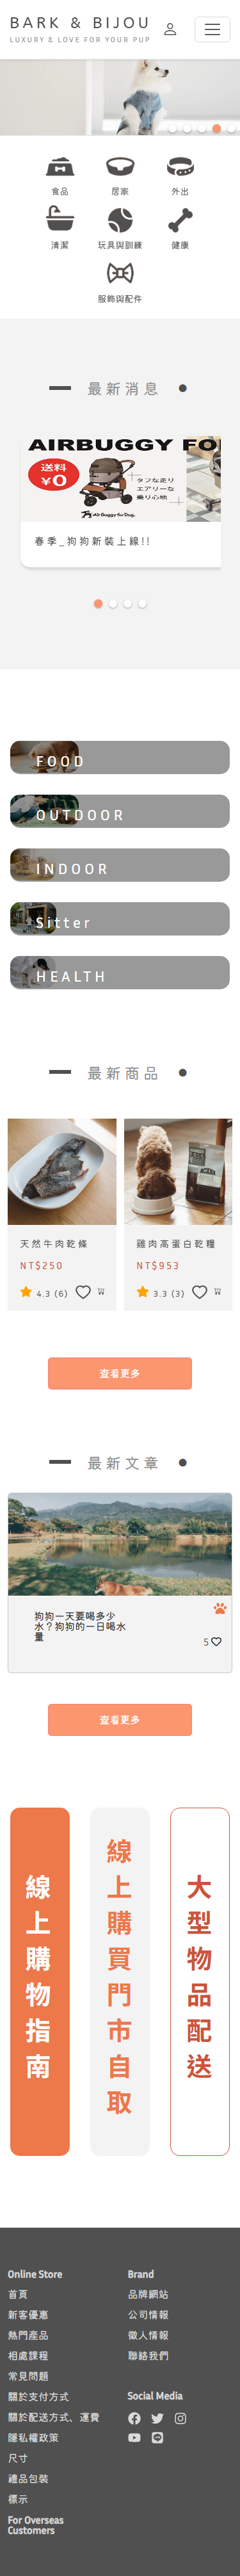 BARK & BIJOU
LUXURY & LOVE FOR YOUR PUP
食品
居家
外出
清潔
玩具與訓練
健康
服飾與配件
最新消息
AIRBUGGY FO
送料
¥0
タフな走り
エアリーな
乗り心地
AirBuggy for Dog.
春季_狗狗新裝上線!!
FOOD
OUTDOOR
INDOOR
Sitter
HEALTH
最新商品
天然牛肉乾條
NT$250
4.3 (6)
雞肉高蛋白乾糧
NT$953
3.3 (3)
查看更多
最新文章
狗狗一天要喝多少
水？狗狗的一日喝水
量
5
查看更多
線上購物指南
線上購買門市自取
大型物品配送
Online Store
首頁
新客優惠
熱門產品
相處課程
常見問題
關於支付方式
關於配送方式、運費
隱私權政策
尺寸
禮品包裝
標示
For Overseas
Customers
Brand
品牌網站
公司情報
徵人情報
聯絡我們
Social Media